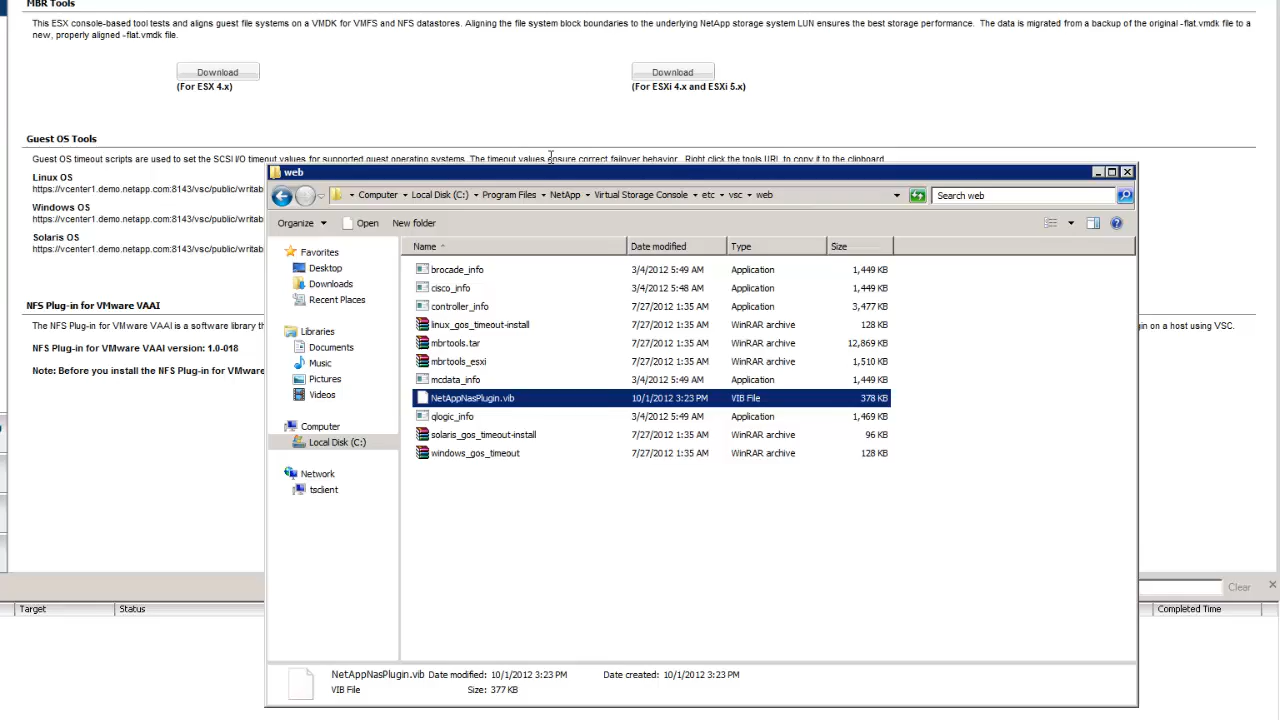 MBR Tools
This ESX console-based tool tests and aligns guest file systems on a VMDK for VMFS and NFS datastores. Aligning the file system block boundaries to the underlying NetApp storage system LUN ensures the best storage performance. The data is migrated from a backup of the original -flat.vmdk file to a
new, properly aligned -flat.vmdk file.
Download Download
(For ESX 4.x) (For ESXi 4.x and ESXi 5.x)
Guest OS Tools
Guest OS timeout scripts are used to set the SCSI I/O timeout values for supported guest operating systems. The timeout values ensure correct failover behavior. Right click the tools URL to copy it to the clipboard.
Linux OS
https://vcenter1.demo.netapp.com:8143/vsc/public/writab
Windows OS
https://vcenter1.demo.netapp.com:8143/vsc/public/writab
Solaris OS
https://vcenter1.demo.netapp.com:8143/vsc/public/writab
NFS Plug-in for VMware VAAI
The NFS Plug-in for VMware VAAI is a software library th
gin on a host using VSC.
NFS Plug-in for VMware VAAI version: 1.0-018
Note: Before you install the NFS Plug-in for VMware
Clear
Target Status Completed Time
web
Computer Local Disk (C:) Program Files NetApp Virtual Storage Console etc vsc web Search web
Organize Open New folder
Favorites
Desktop
Downloads
Recent Places
Libraries
Documents
Music
Pictures
Videos
Computer
Local Disk (C:)
Network
tsclient
Name Date modified Type Size
brocade_info 3/4/2012 5:49 AM Application 1,449 KB
cisco_info 3/4/2012 5:48 AM Application 1,449 KB
controller_info 7/27/2012 1:35 AM Application 3,477 KB
linux_gos_timeout-install 7/27/2012 1:35 AM WinRAR archive 128 KB
mbrtools.tar 7/27/2012 1:35 AM WinRAR archive 12,869 KB
mbrtools_esxi 7/27/2012 1:35 AM WinRAR archive 1,510 KB
mcdata_info 3/4/2012 5:49 AM Application 1,449 KB
NetAppNasPlugin.vib 10/1/2012 3:23 PM VIB File 378 KB
qlogic_info 3/4/2012 5:49 AM Application 1,469 KB
solaris_gos_timeout-install 7/27/2012 1:35 AM WinRAR archive 96 KB
windows_gos_timeout 7/27/2012 1:35 AM WinRAR archive 128 KB
NetAppNasPlugin.vib Date modified: 10/1/2012 3:23 PM Date created: 10/1/2012 3:23 PM
VIB File Size: 377 KB